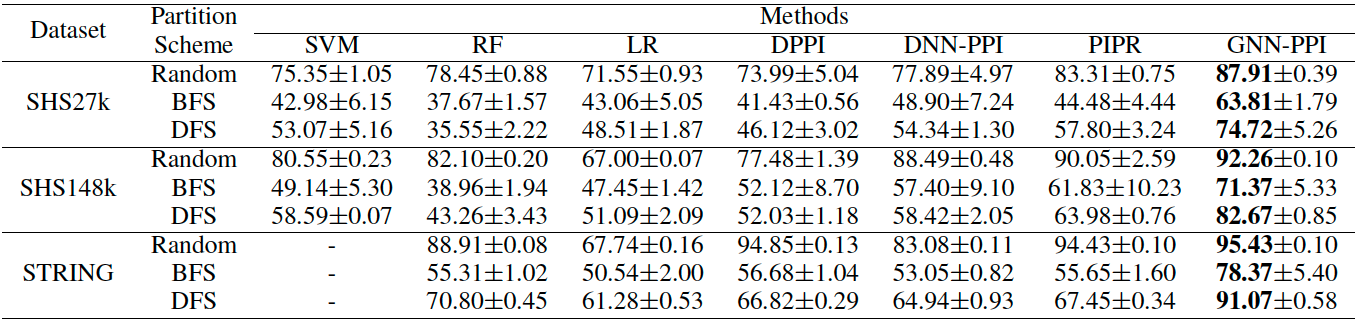 Dataset Partition Scheme Methods
SVM RF LR DPPI DNN-PPI PIPR GNN-PPI
SHS27k Random 75.35±1.05 78.45±0.88 71.55±0.93 73.99±5.04 77.89±4.97 83.31±0.75 87.91±0.39
BFS 42.98±6.15 37.67±1.57 43.06±5.05 41.43±0.56 48.90±7.24 44.48±4.44 63.81±1.79
DFS 53.07±5.16 35.55±2.22 48.51±1.87 46.12±3.02 54.34±1.30 57.80±3.24 74.72±5.26
SHS148k Random 80.55±0.23 82.10±0.20 67.00±0.07 77.48±1.39 88.49±0.48 90.05±2.59 92.26±0.10
BFS 49.14±5.30 38.96±1.94 47.45±1.42 52.12±8.70 57.40±9.10 61.83±10.23 71.37±5.33
DFS 58.59±0.07 43.26±3.43 51.09±2.09 52.03±1.18 58.42±2.05 63.98±0.76 82.67±0.85
STRING Random - 88.91±0.08 67.74±0.16 94.85±0.13 83.08±0.11 94.43±0.10 95.43±0.10
BFS - 55.31±1.02 50.54±2.00 56.68±1.04 53.05±0.82 55.65±1.60 78.37±5.40
DFS - 70.80±0.45 61.28±0.53 66.82±0.29 64.94±0.93 67.45±0.34 91.07±0.58